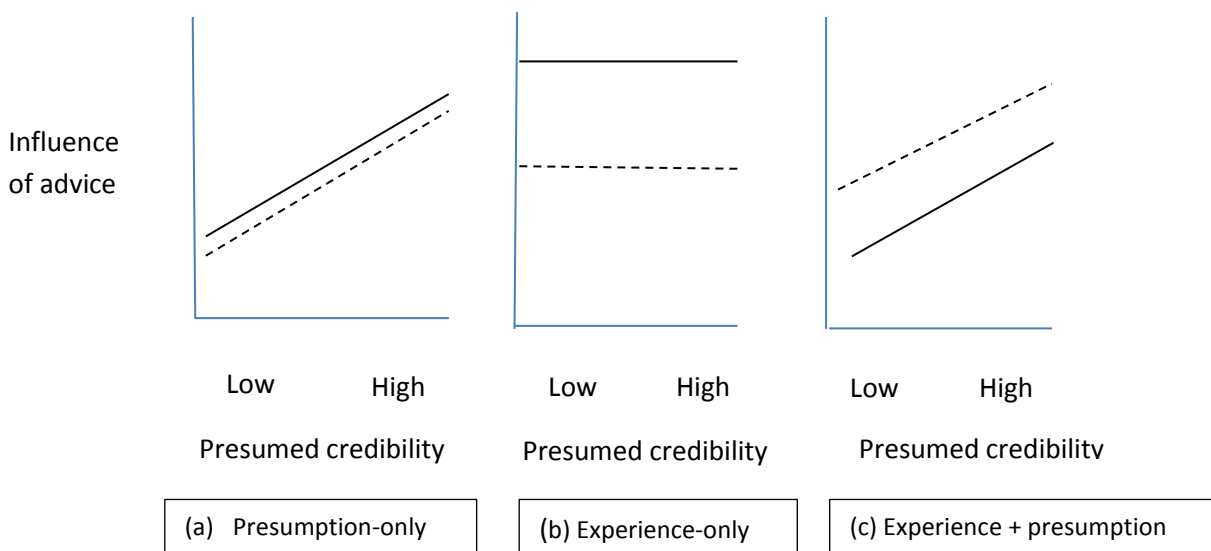 Influence
of advice
Low High
Presumed credibility
(a) Presumption-only
Low High
Presumed credibility
(b) Experience-only
Low High
Presumed credibility
(c) Experience + presumption